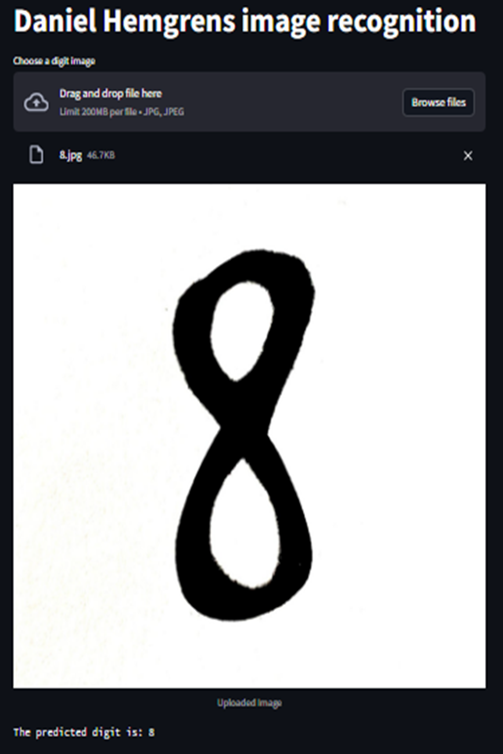 Daniel Hemgrens image recognition
Choose a digit image
Drag and drop file here
Limit 200MB per file • JPG, JPEG
Browse files
8.jpg 46.7KB
8
Uploaded Image
The predicted digit is: 8